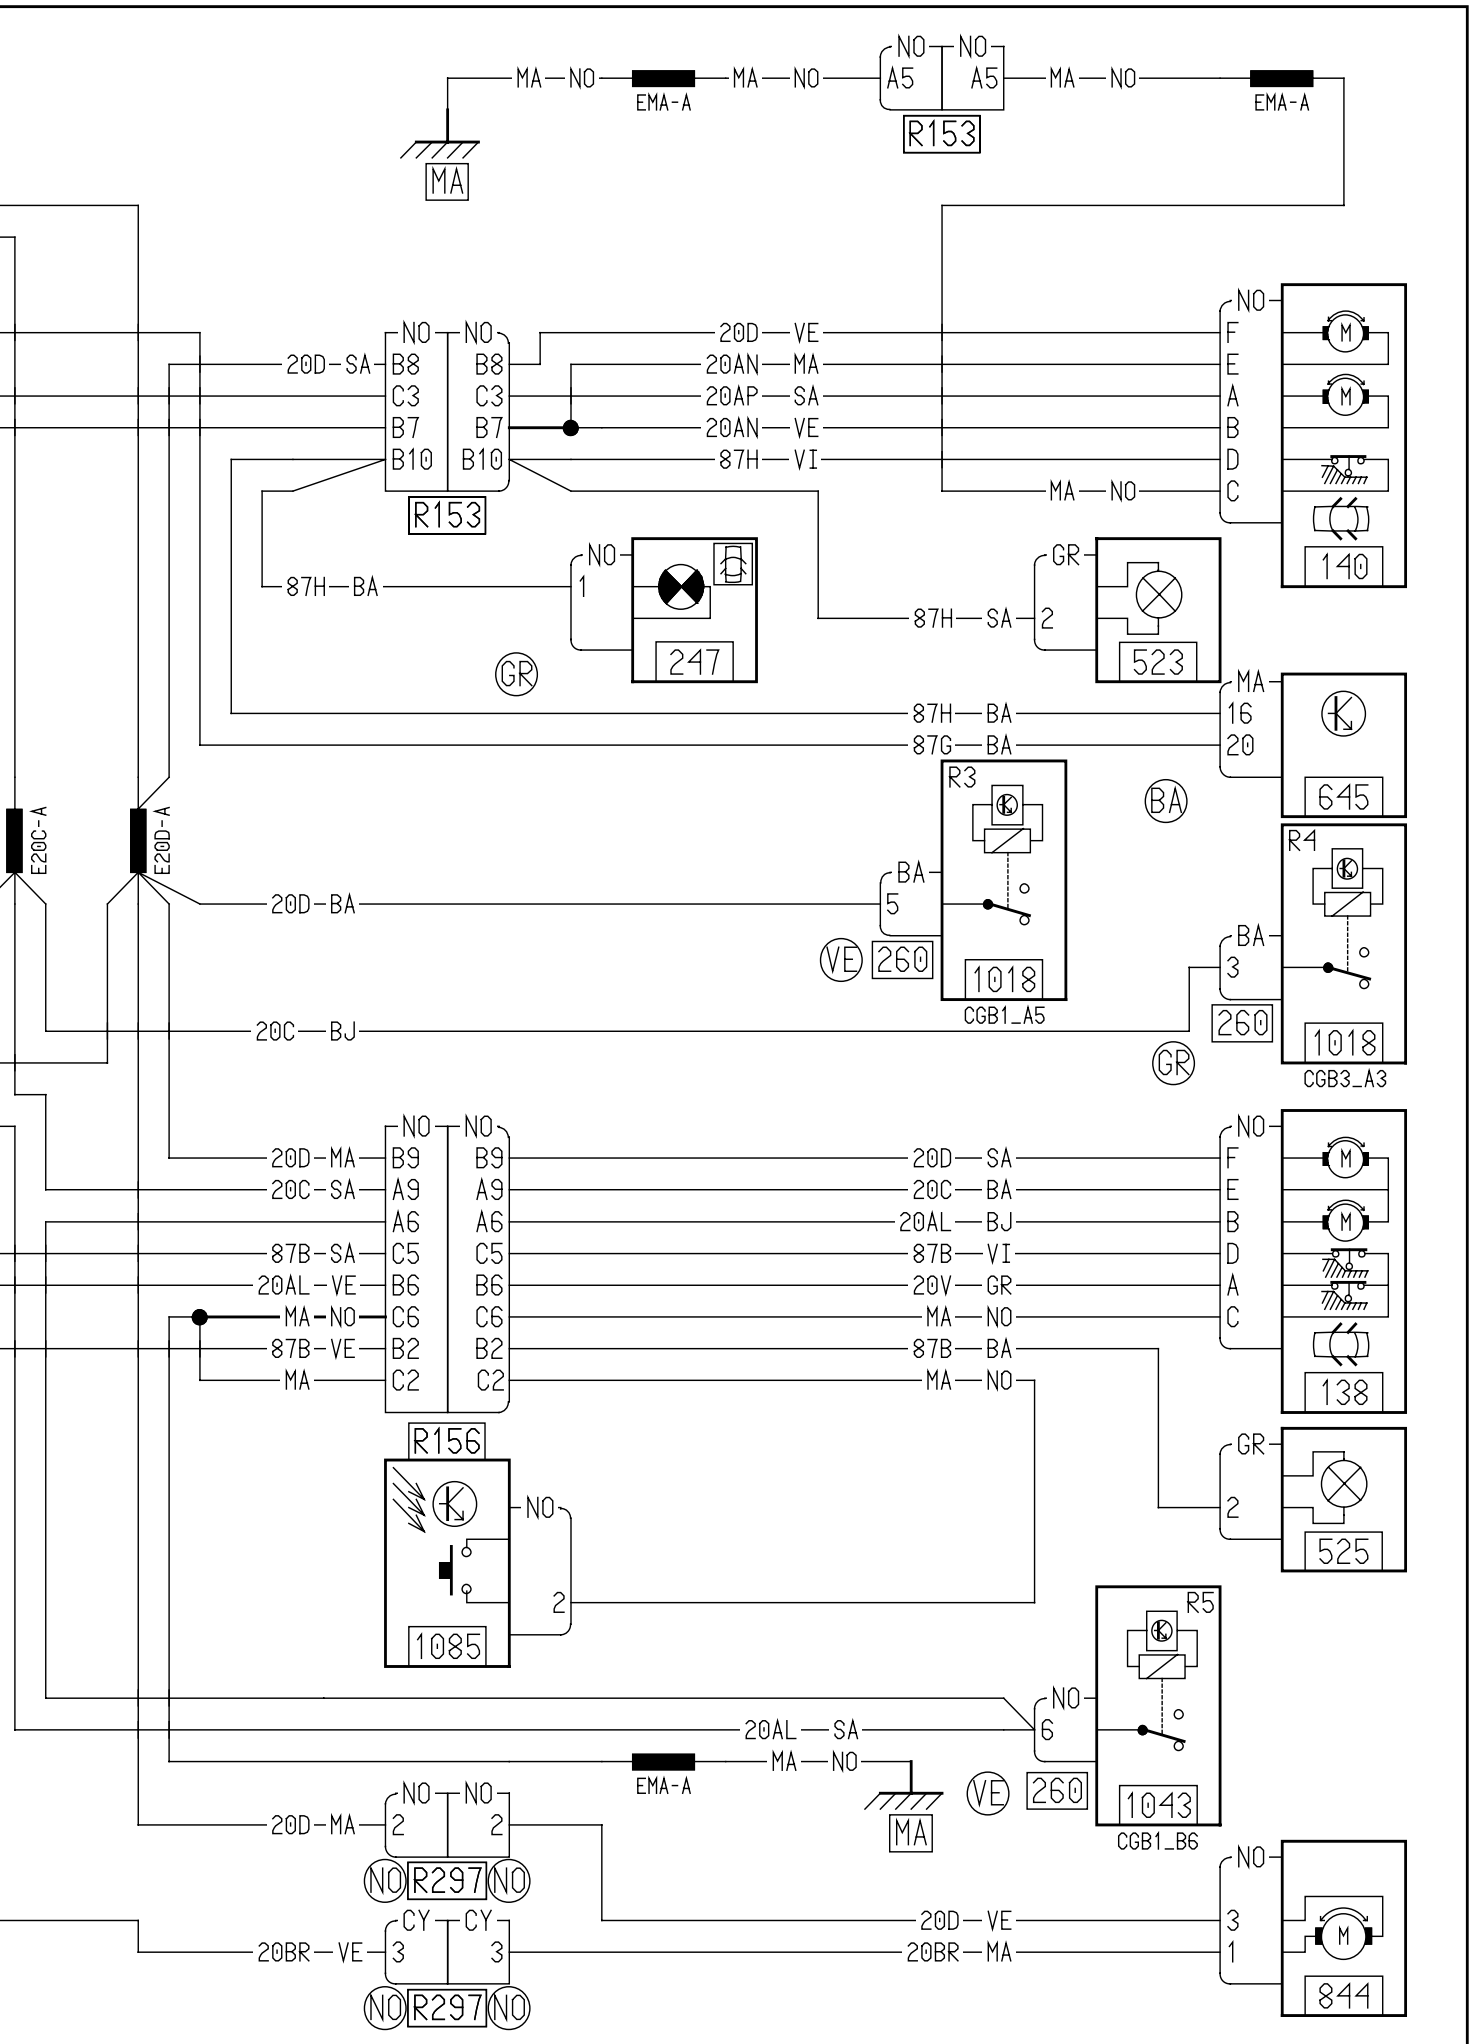 NO NO
MA NO MA NO A5 A5 MA NO
EMA-A EMA-A
R153
MA
NO
NO NO 20D VE F M
20D SA B8 B8 20AN MA E
C3 C3 20AP SA A M
B7 B7 20AN VE B
B10 B10 87H VI D
MA NO C
R153
NO GR 140
87H BA 1
87H SA 2
GR 247 523
MA
87H BA 16
87G BA 20
R3
BA 645
E20C-A E20D-A R4
BA
20D BA 5
BA
VE 260 1018 3
CGB1_A5 260
20C BJ 1018
GR CGB3_A3
NO NO NO
20D MA B9 B9 20D SA F M
20C SA A9 A9 20C BA E
A6 A6 20AL BJ B M
87B SA C5 C5 87B VI D
20AL VE B6 B6 20V GR A
MA NO C6 C6 MA NO C
87B VE B2 B2 87B BA
MA C2 C2 MA NO 138
R156 GR
NO 2
525
2 R5
1085
NO
20AL SA 6
MA NO
EMA-A VE 260 1043
NO NO CGB1_B6
20D MA 2 2 MA
NO
NO R297 NO
CY CY 20D VE 3
20BR VE 3 3 20BR MA 1 M
NO R297 NO 844